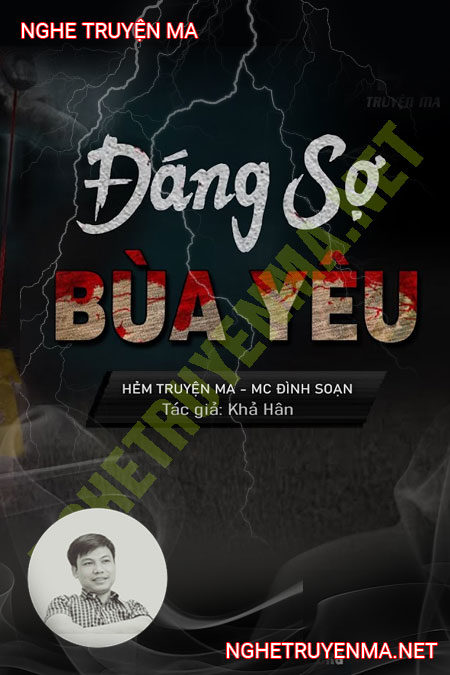 NGHE TRUYỆN MA
TRUYỆN MA
Đáng Sợ
BÙA YÊU
HẺM TRUYỆN MA - MC ĐÌNH SOẠN
Tác giả: Khả Hân
NGHETRUYENMA.NET
NGHETRUYENMA.NET